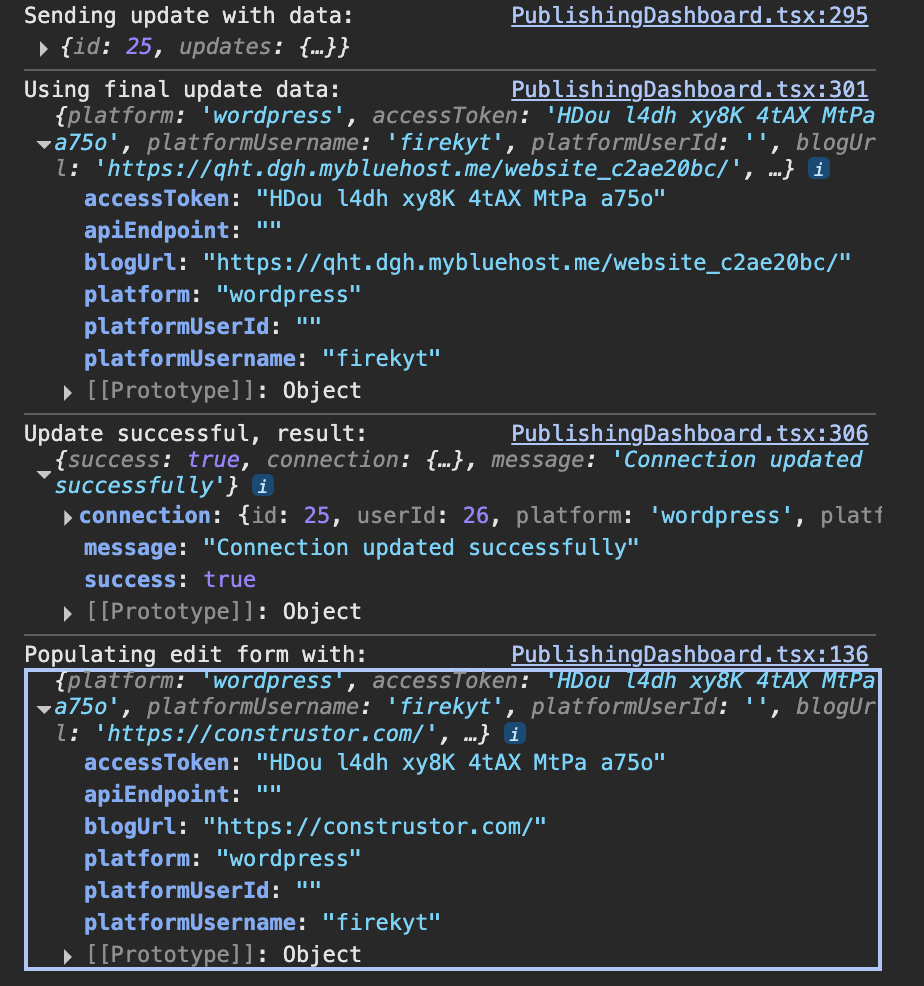 Sending update with data: PublishingDashboard.tsx:295
{id: 25, updates: {…}}
Using final update data: PublishingDashboard.tsx:301
{platform: 'wordpress', accessToken: 'HDou l4dh xy8K 4tAX MtPa
a75o', platformUsername: 'firekyt', platformUserId: '', blogUr
l: 'https://qht.dgh.mybluehost.me/website_c2ae20bc/', …} i
accessToken: "HDou l4dh xy8K 4tAX MtPa a75o"
apiEndpoint: ""
blogUrl: "https://qht.dgh.mybluehost.me/website_c2ae20bc/"
platform: "wordpress"
platformUserId: ""
platformUsername: "firekyt"
[[Prototype]]: Object
Update successful, result: PublishingDashboard.tsx:306
{success: true, connection: {…}, message: 'Connection updated
successfully'} i
connection: {id: 25, userId: 26, platform: 'wordpress', platf
message: "Connection updated successfully"
success: true
[[Prototype]]: Object
Populating edit form with: PublishingDashboard.tsx:136
{platform: 'wordpress', accessToken: 'HDou l4dh xy8K 4tAX MtPa
a75o', platformUsername: 'firekyt', platformUserId: '', blogUr
l: 'https://construstor.com/', …} i
accessToken: "HDou l4dh xy8K 4tAX MtPa a75o"
apiEndpoint: ""
blogUrl: "https://construstor.com/"
platform: "wordpress"
platformUserId: ""
platformUsername: "firekyt"
[[Prototype]]: Object